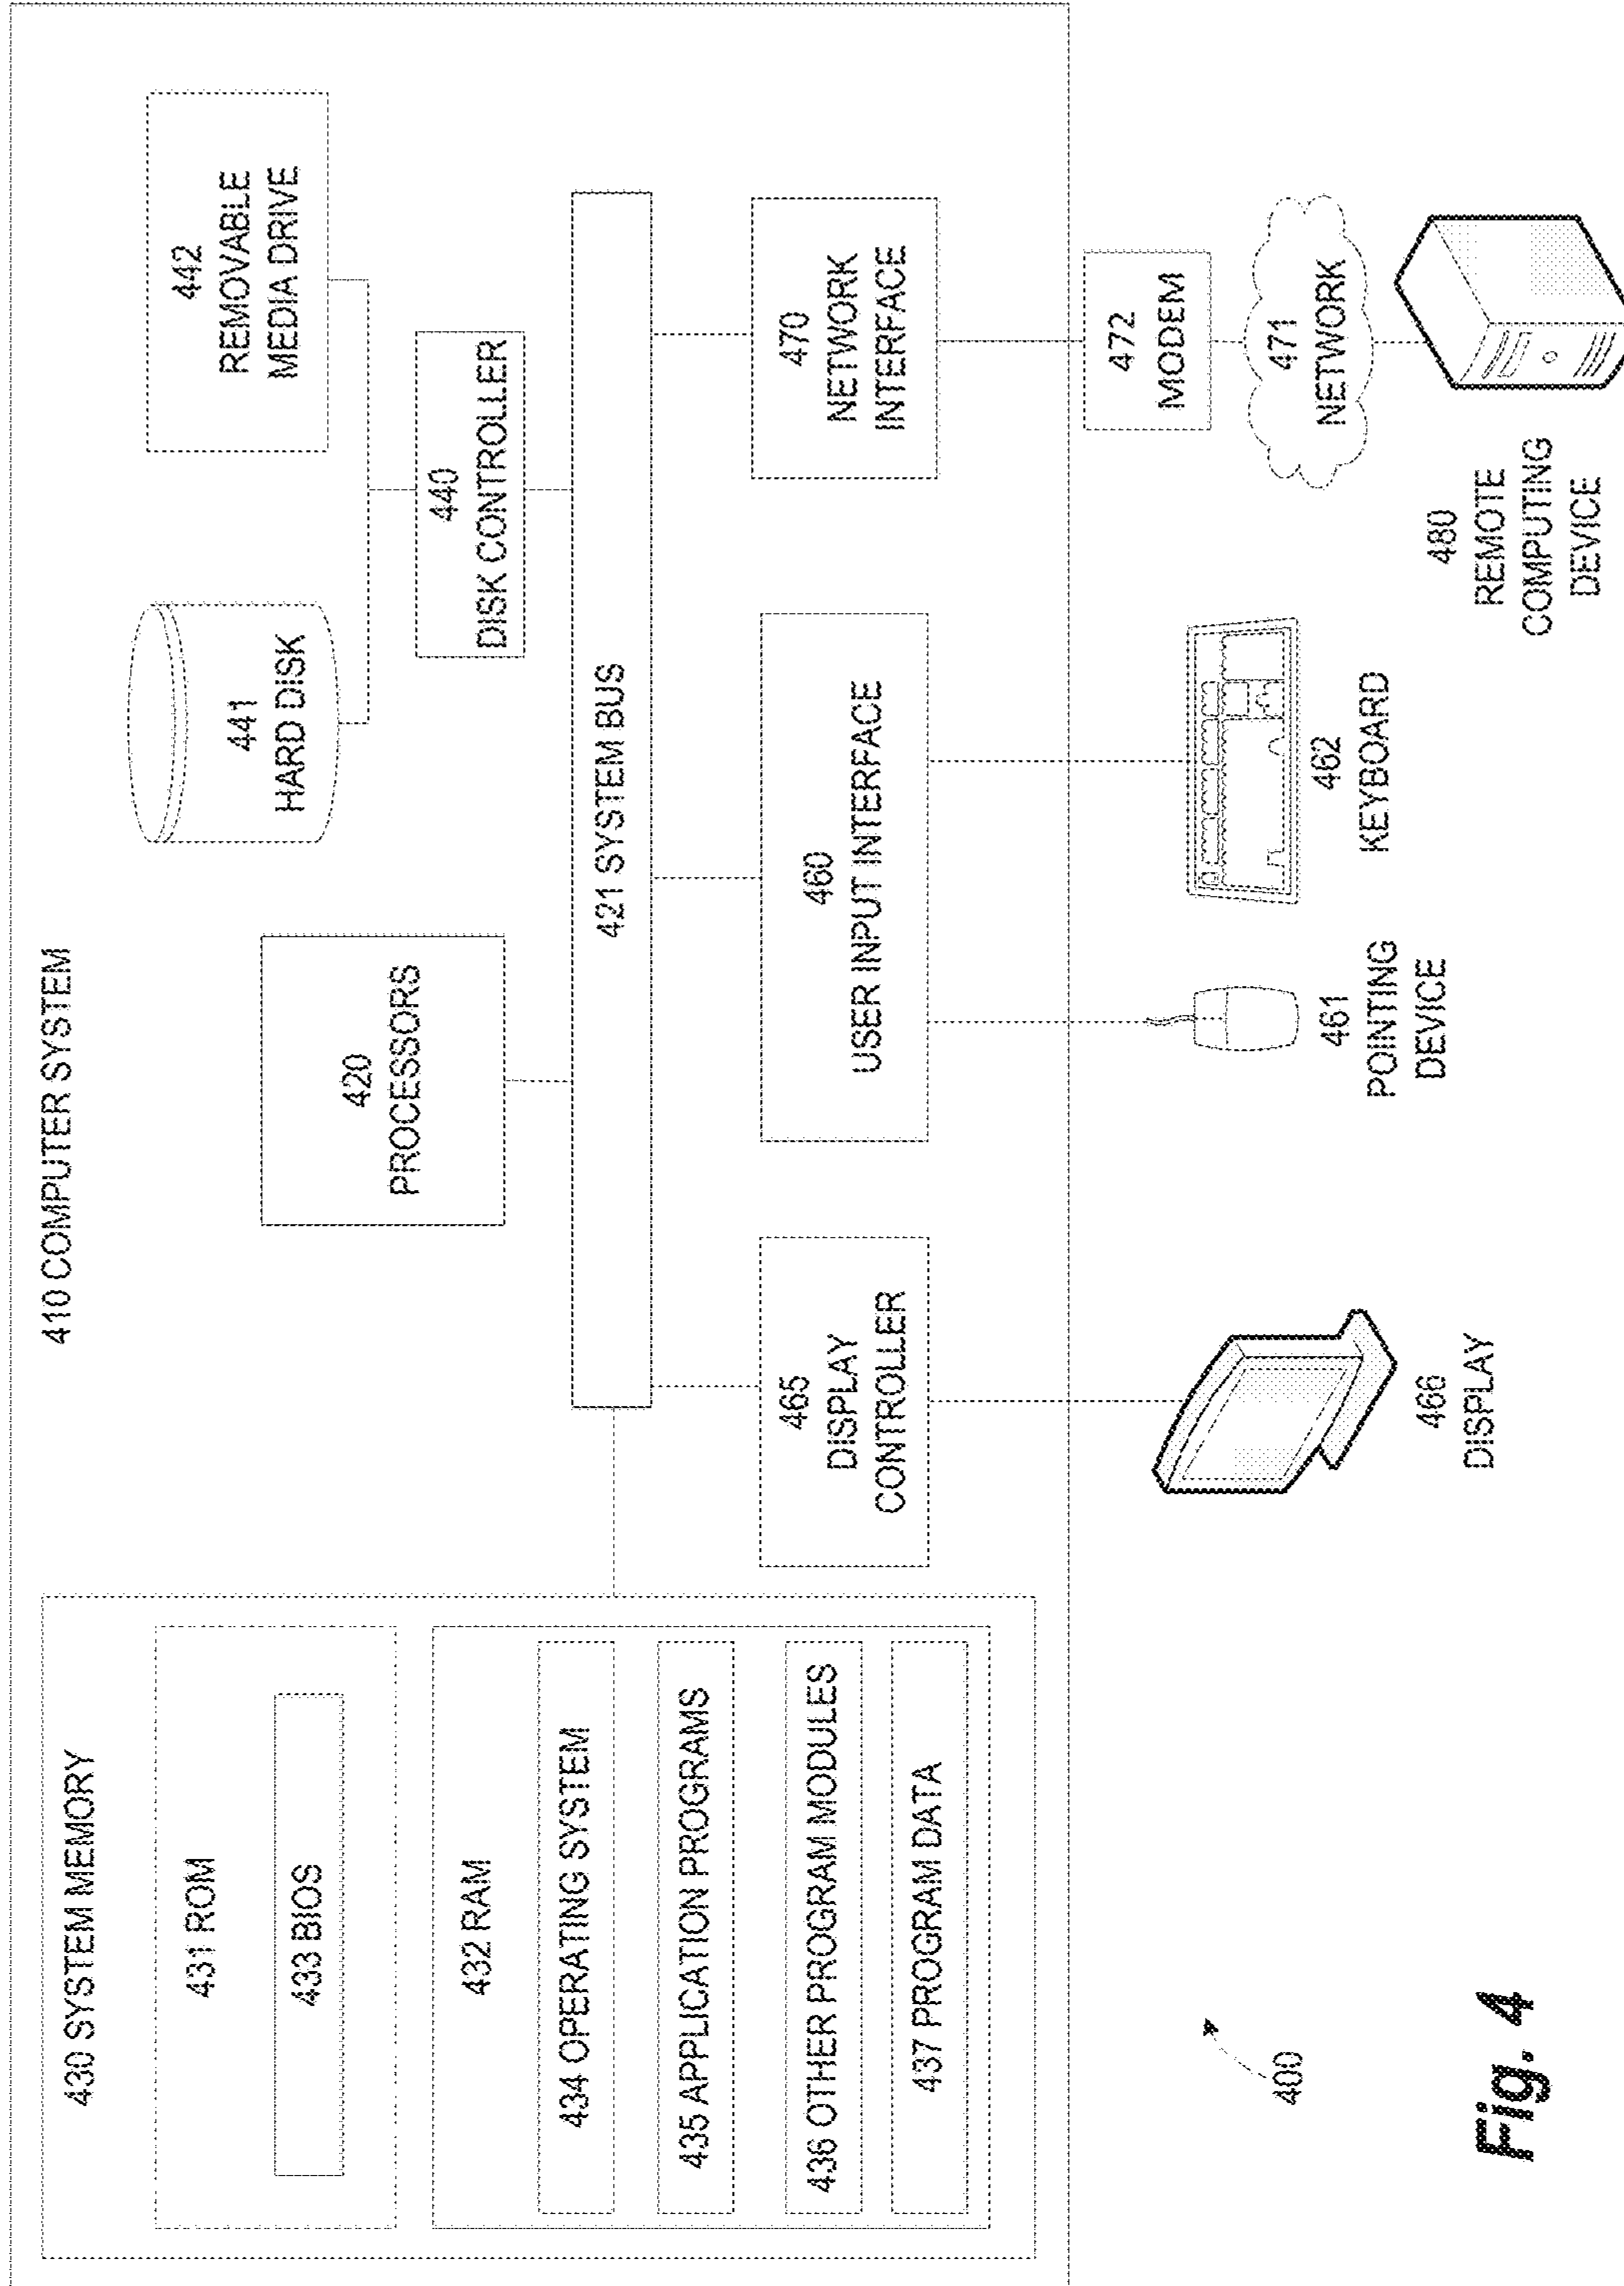 410 COMPUTER SYSTEM
430 SYSTEM MEMORY
431 ROM
433 BIOS
432 RAM
434 OPERATING SYSTEM
435 APPLICATION PROGRAMS
436 OTHER PROGRAM MODULES
437 PROGRAM DATA
420
PROCESSORS
441
HARD DISK
442
REMOVABLE
MEDIA DRIVE
440
DISK CONTROLLER
421 SYSTEM BUS
465
DISPLAY
CONTROLLER
460
USER INPUT INTERFACE
470
NETWORK
INTERFACE
472
MODEM
471
NETWORK
466
DISPLAY
461
POINTING
DEVICE
462
KEYBOARD
480
REMOTE
COMPUTING
DEVICE
400
Fig. 4